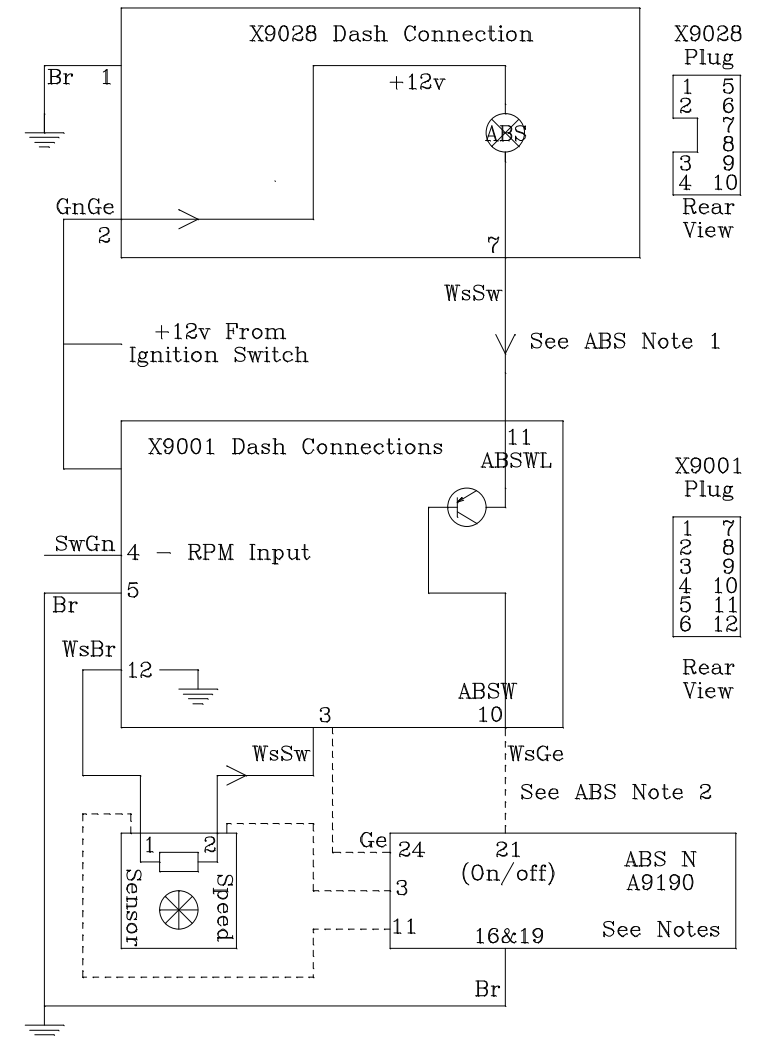 X9028 Dash Connection
Br 1
+12v
ABS
GnGe
2
7
X9028
Plug
1 5
2 6
7
8
3 9
4 10
Rear
View
WsSw
+12v From
Ignition Switch
See ABS Note 1
X9001 Dash Connections
11
ABSWL
SwGn 4 - RPM Input
5
Br
WsBr
12
ABSW
3 10
X9001
Plug
1 7
2 8
3 9
4 10
5 11
6 12
Rear
View
WsSw
WsGe
See ABS Note 2
1 2
Sensor
Speed
Ge
24
21
(On/off)
ABS N
A9190
3
11
16&19
See Notes
Br